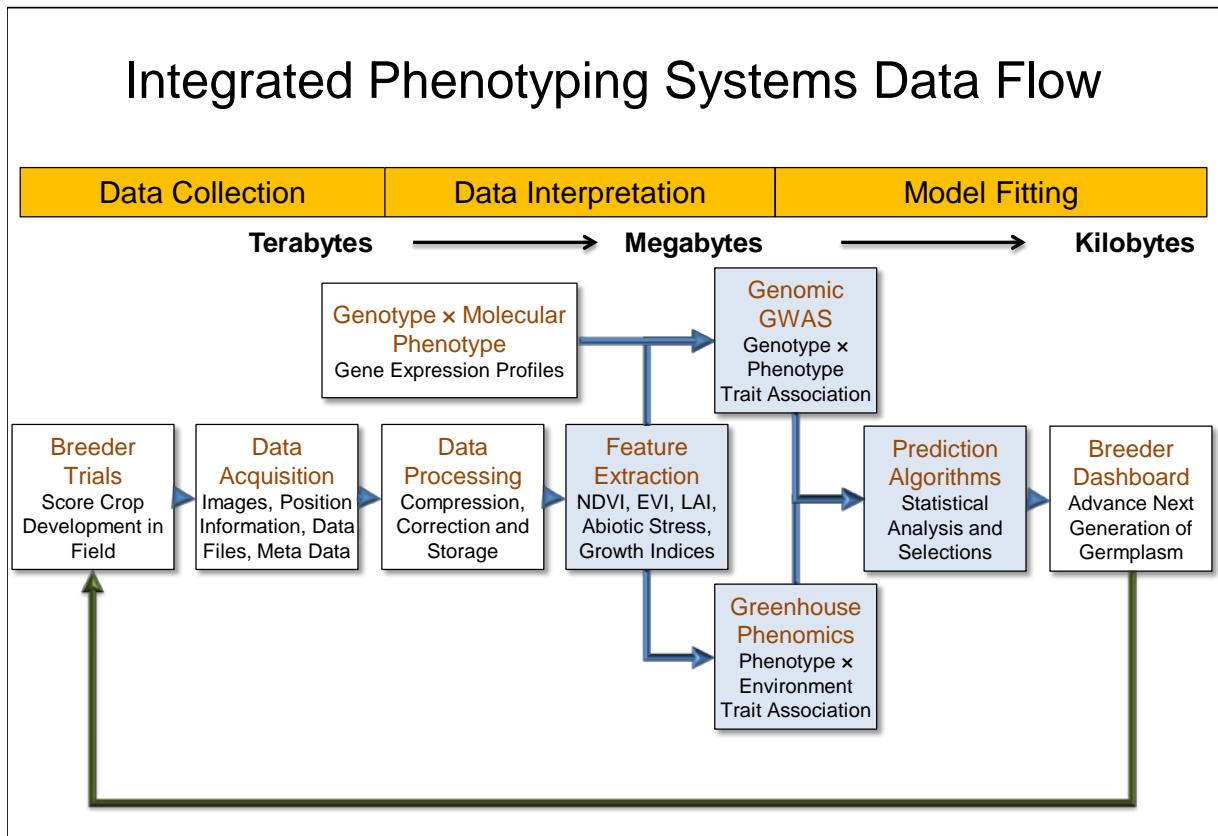 Integrated Phenotyping Systems Data Flow
Data Collection
Data Interpretation
Model Fitting
Terabytes
Megabytes
Kilobytes
Genotype × Molecular
Phenotype
Gene Expression Profiles
Genomic
GWAS
Genotype ×
Phenotype
Trait Association
Breeder
Trials
Score Crop
Development in
Field
Data
Acquisition
Images, Position
Information, Data
Files, Meta Data
Data
Processing
Compression,
Correction and
Storage
Feature
Extraction
NDVI, EVI, LAI,
Abiotic Stress,
Growth Indices
Prediction
Algorithms
Statistical
Analysis and
Selections
Breeder
Dashboard
Advance Next
Generation of
Germplasm
Greenhouse
Phenomics
Phenotype ×
Environment
Trait Association